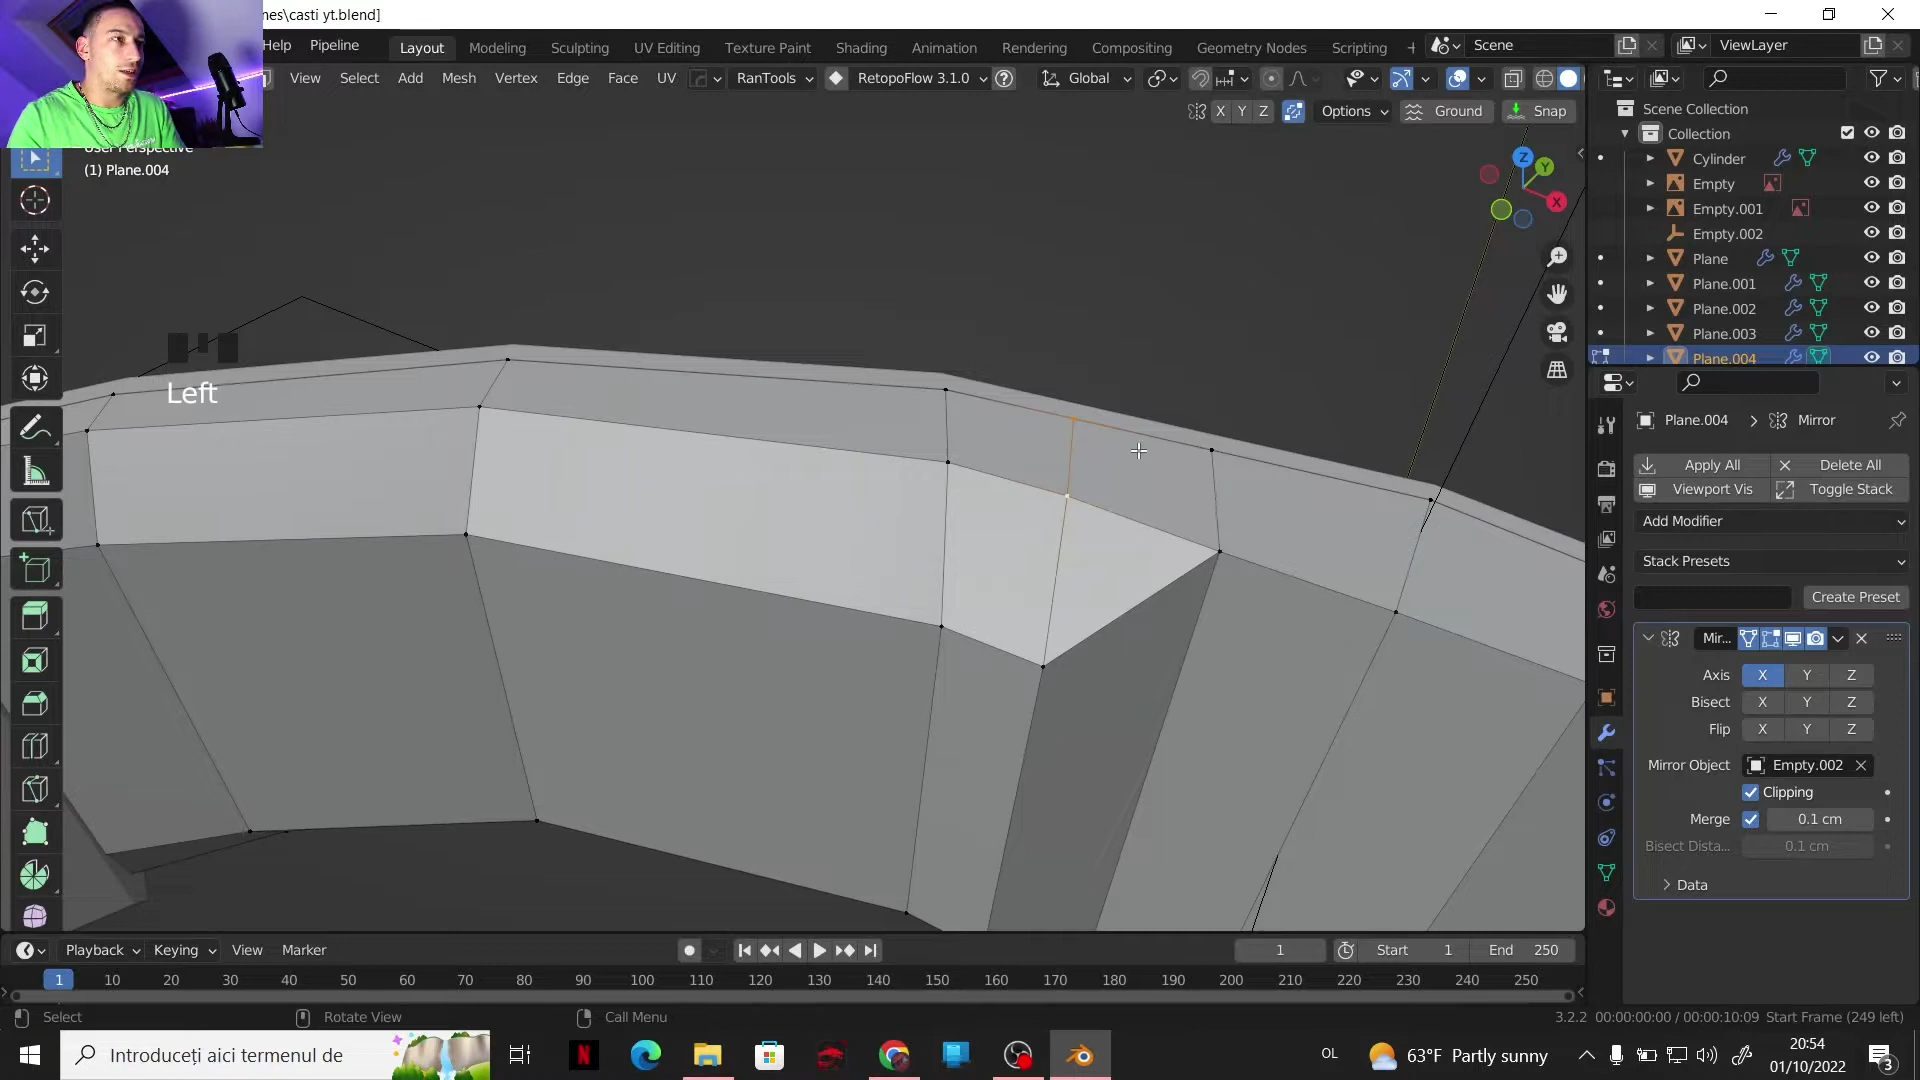 nes\casti yt.blend]
Help Pipeline Layout Modeling Sculpting UV Editing Texture Paint Shading Animation Rendering Compositing Geometry Nodes Scripting + Scene ViewLayer
View Select Add Mesh Vertex Edge Face UV RanTools RetopoFlow 3.1.0 Global
X Y Z Options Ground Snap
(1) Plane.004
Z Y X
Left
Scene Collection
Collection
Cylinder
Empty
Empty.001
Empty.002
Plane
Plane.001
Plane.002
Plane.003
Plane.004
Plane.004 > Mirror
Apply All Delete All
Viewport Vis Toggle Stack
Add Modifier
Stack Presets
Create Preset
Mir...
Axis X Y Z
Bisect X Y Z
Flip X Y Z
Mirror Object Empty.002
Clipping
Merge 0.1 cm
Bisect Dista... 0.1 cm
Data
Playback Keying View Marker 1 Start 1 End 250
1 10 20 30 40 50 60 70 80 90 100 110 120 130 140 150 160 170 180 190 200 210 220 230 240 250
Select Rotate View Call Menu 3.2.2 00:00:00:00 / 00:00:10:09 Start Frame (249 left)
Introduceți aici termenul de OL 63°F Partly sunny 20:54
01/10/2022 3